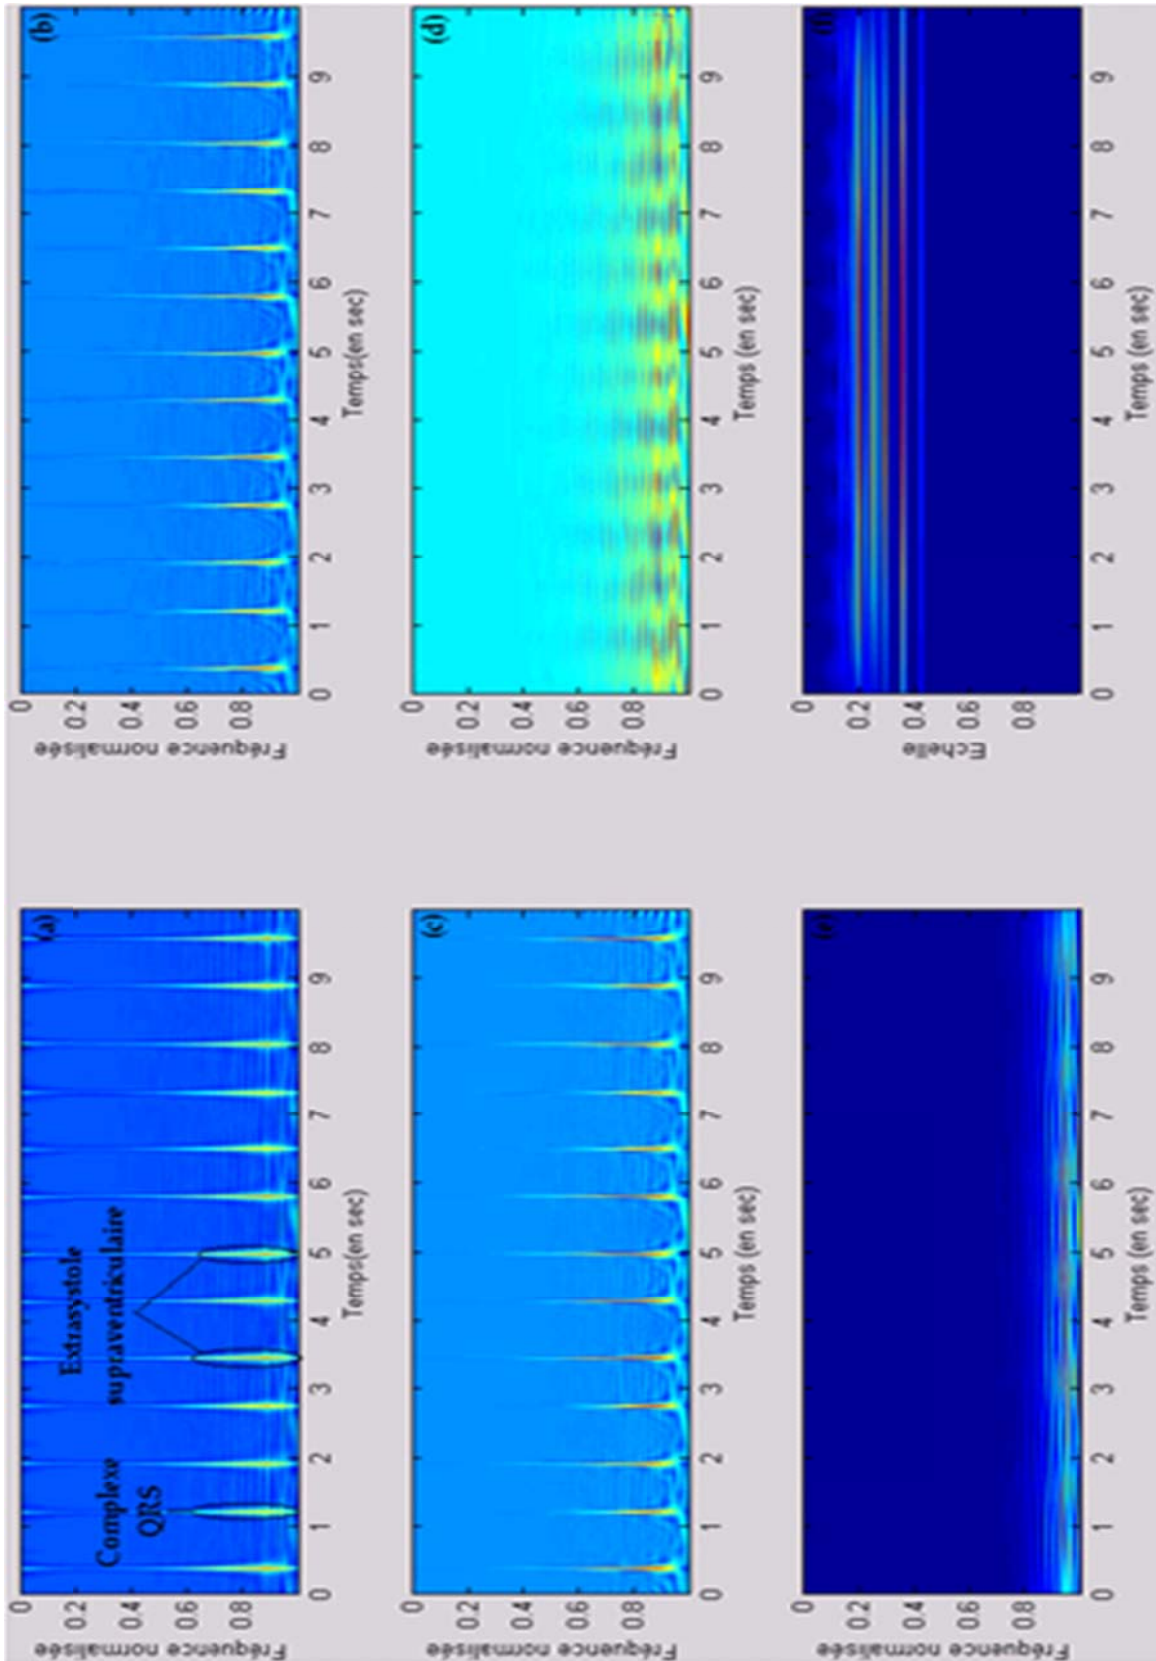 Fréquence normalisée
0
0.2
0.4
0.6
0.8
Complexe
QRS
Extrasystole
supraventriculaire
(a)
0 1 2 3 4 5 6 7 8 9
Temps(en sec)
Fréquence normalisée
0
0.2
0.4
0.6
0.8
(b)
0 1 2 3 4 5 6 7 8 9
Temps(en sec)
Fréquence normalisée
0
0.2
0.4
0.6
0.8
(c)
0 1 2 3 4 5 6 7 8 9
Temps (en sec)
Fréquence normalisée
0
0.2
0.4
0.6
0.8
(d)
0 1 2 3 4 5 6 7 8 9
Temps (en sec)
Fréquence normalisée
0
0.2
0.4
0.6
0.8
(e)
0 1 2 3 4 5 6 7 8 9
Temps (en sec)
Echelle
0
0.2
0.4
0.6
0.8
(f)
0 1 2 3 4 5 6 7 8 9
Temps (en sec)